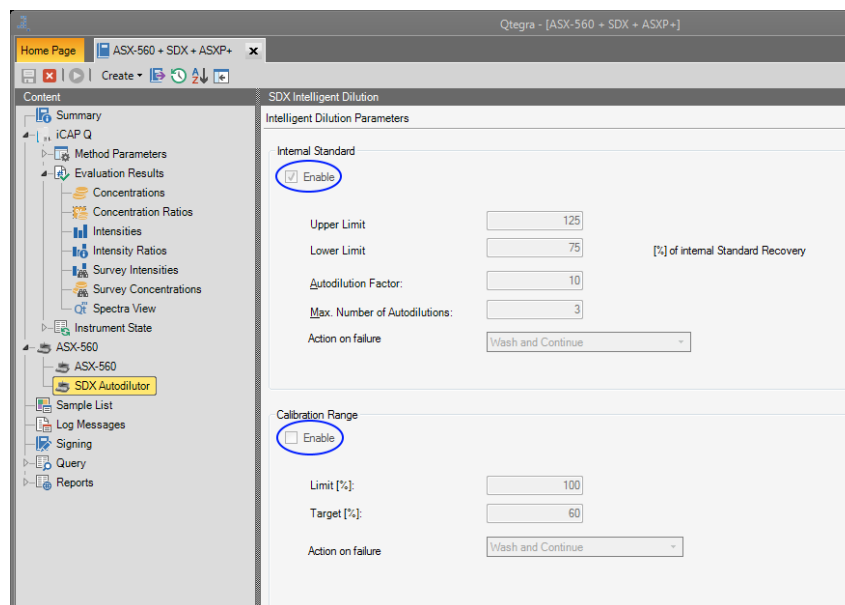 Qtegra - [ASX-560 + SDX + ASXP+]
Home Page ASX-560 + SDX + ASXP+ x
Create
Content
SDX Intelligent Dilution
Summary
iCAP Q
Method Parameters
Evaluation Results
Concentrations
Concentration Ratios
Intensities
Intensity Ratios
Survey Intensities
Survey Concentrations
Spectra View
Instrument State
ASX-560
ASX-560
SDX Autodilutor
Sample List
Log Messages
Signing
Query
Reports
Intelligent Dilution Parameters
Internal Standard
Enable
Upper Limit 125
Lower Limit 75 [%] of internal Standard Recovery
Autodilution Factor: 10
Max. Number of Autodilutions: 3
Action on failure Wash and Continue
Calibration Range
Enable
Limit [%]: 100
Target [%]: 60
Action on failure Wash and Continue